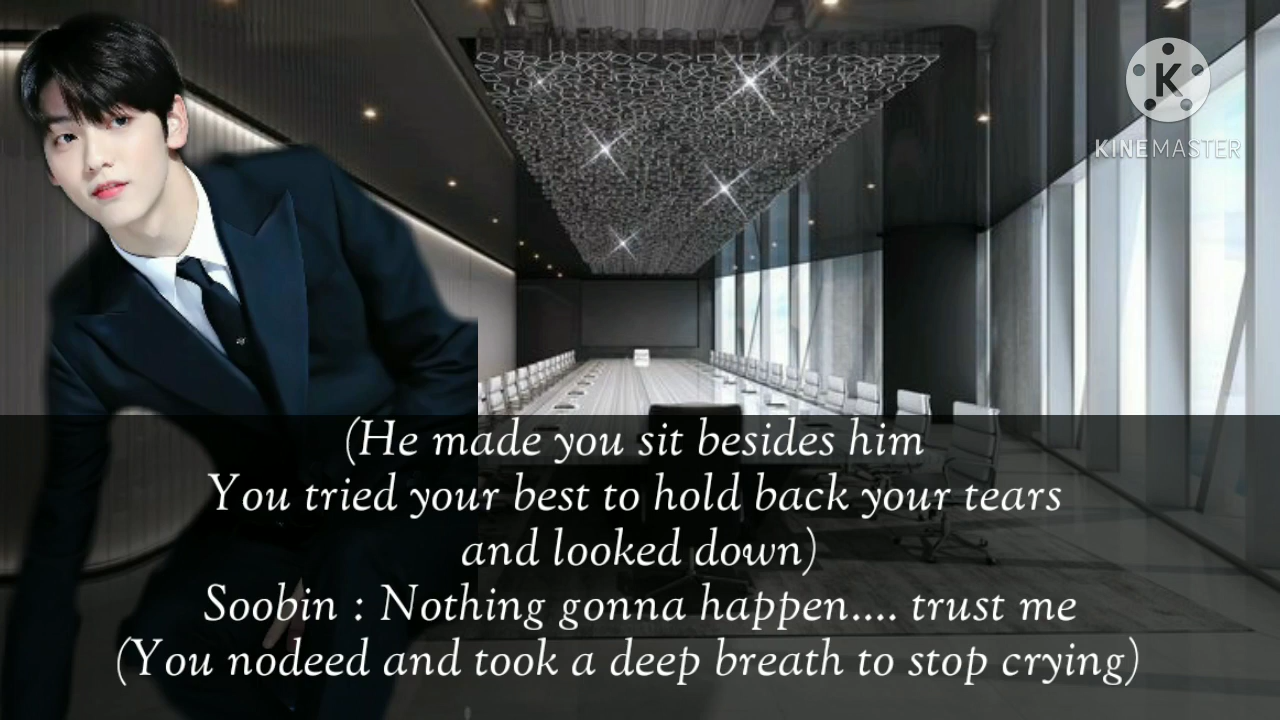 K
KINEMASTER
(He made you sit besides him
You tried your best to hold back your tears
and looked down)
Soobin : Nothing gonna happen.... trust me
(You nodeed and took a deep breath to stop crying)